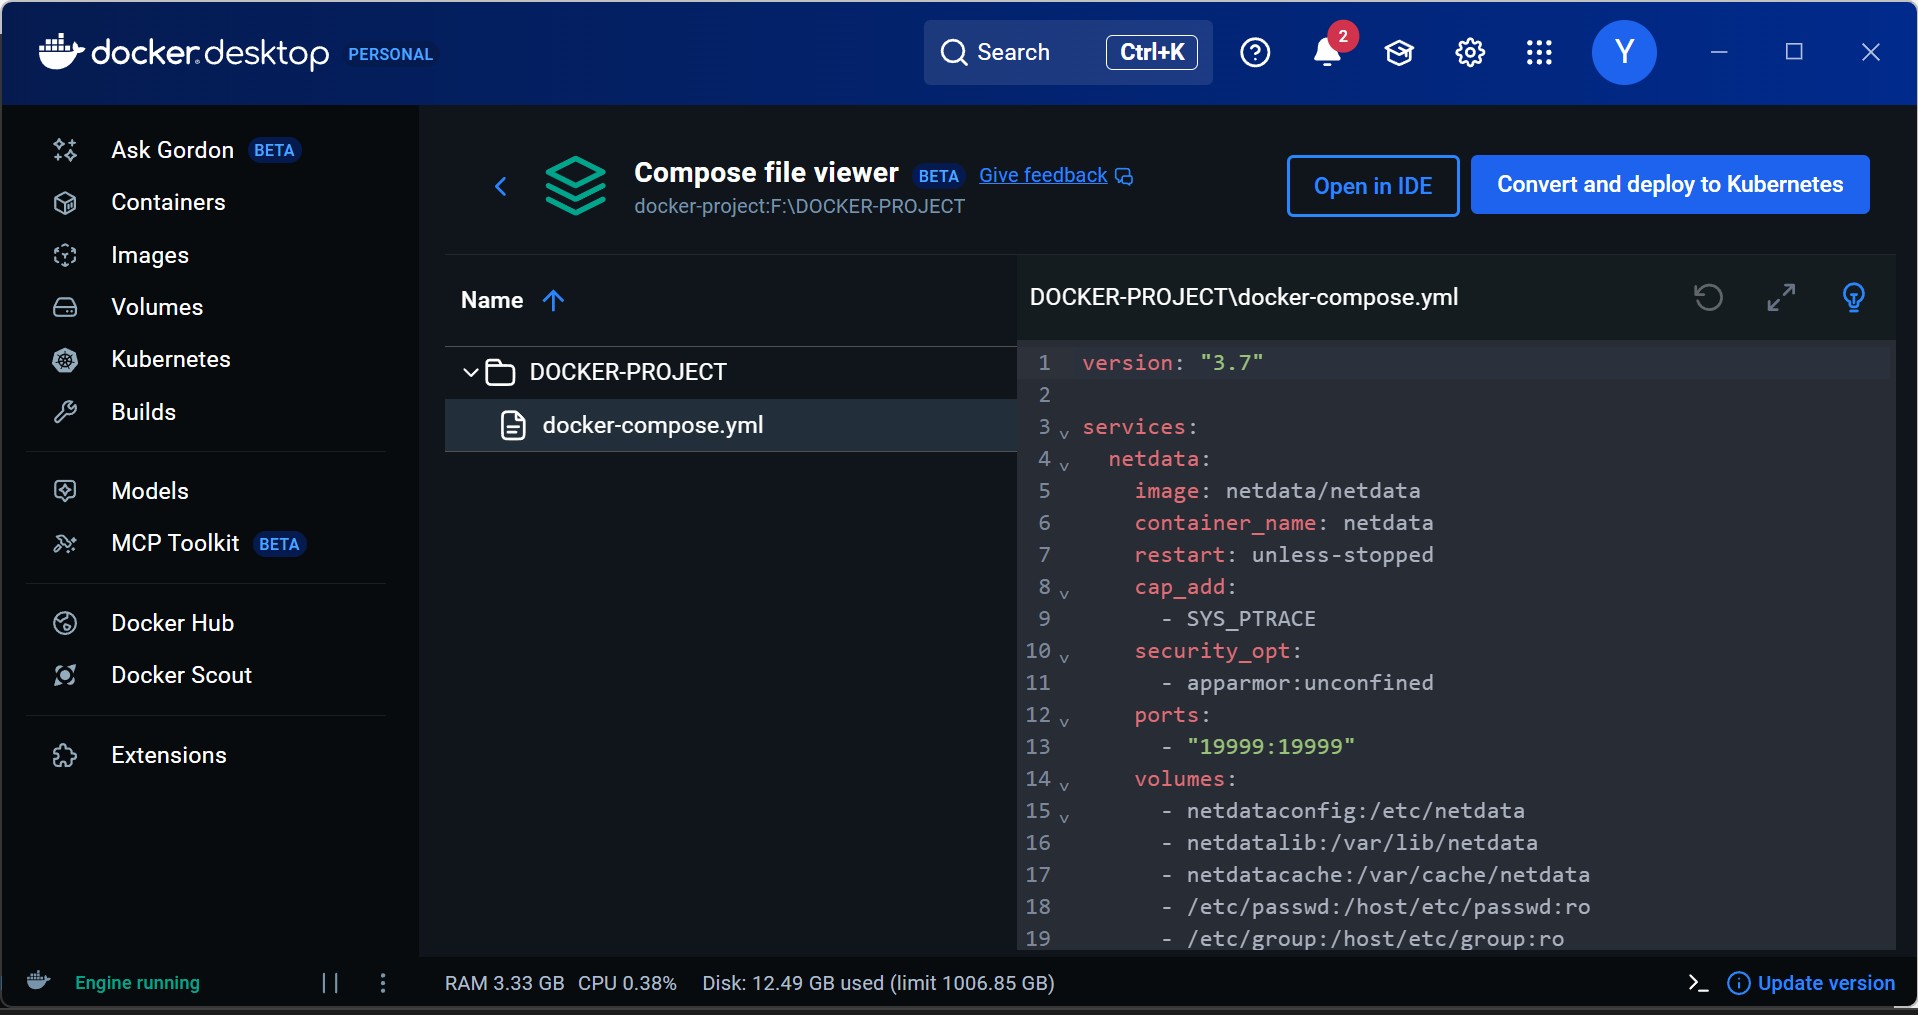 docker.desktop PERSONAL
Search Ctrl+K
2
Y
Ask Gordon BETA
Containers
Images
Volumes
Kubernetes
Builds
Models
MCP Toolkit BETA
Docker Hub
Docker Scout
Extensions
Compose file viewer BETA Give feedback
docker-project:F:\DOCKER-PROJECT
Open in IDE
Convert and deploy to Kubernetes
Name
DOCKER-PROJECT
docker-compose.yml
DOCKER-PROJECT\docker-compose.yml
1 version: "3.7"
2
3 services:
4 netdata:
5 image: netdata/netdata
6 container_name: netdata
7 restart: unless-stopped
8 cap_add:
9 - SYS_PTRACE
10 security_opt:
11 - apparmor:unconfined
12 ports:
13 - "19999:19999"
14 volumes:
15 - netdataconfig:/etc/netdata
16 - netdatalib:/var/lib/netdata
17 - netdatacache:/var/cache/netdata
18 - /etc/passwd:/host/etc/passwd:ro
19 - /etc/group:/host/etc/group:ro
Engine running
RAM 3.33 GB CPU 0.38% Disk: 12.49 GB used (limit 1006.85 GB)
Update version